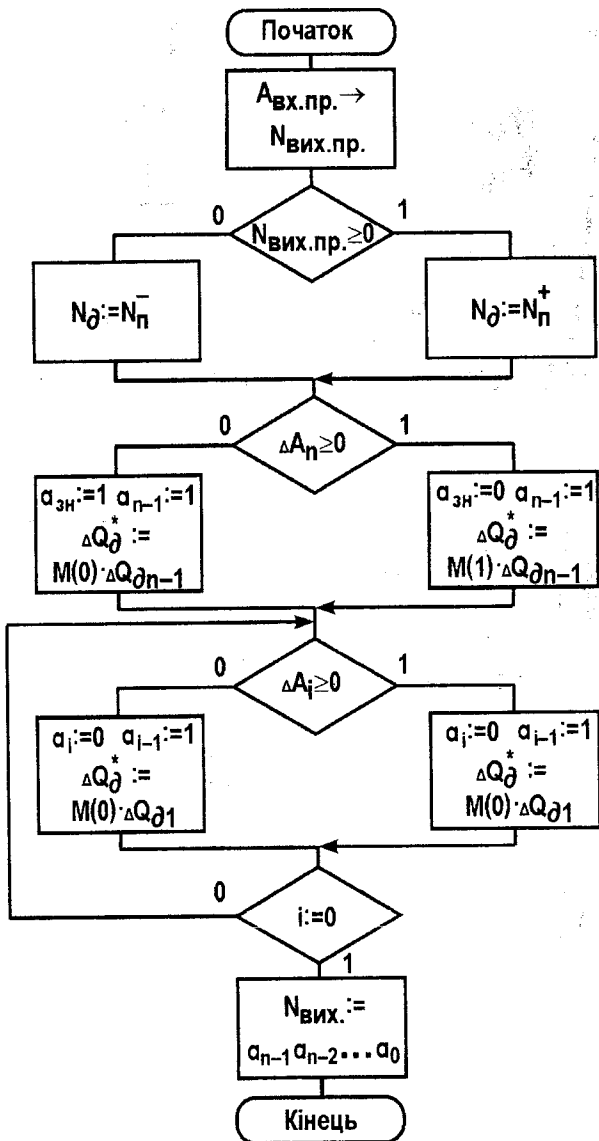 Початок
Aвх.пр.→
Nвих.пр.
0
1
Nвих.пр.≥0
N∂:=Nп⁻
N∂:=Nп⁺
0
1
ΔAn≥0
aзн:=1 an–1:=1
ΔQ∂* :=
M(0)·ΔQ∂n–1
aзн:=0 an–1:=1
ΔQ∂* :=
M(1)·ΔQ∂n–1
0
1
ΔAi≥0
ai:=0 ai–1:=1
ΔQ∂* :=
M(0)·ΔQ∂1
ai:=0 ai–1:=1
ΔQ∂* :=
M(0)·ΔQ∂1
0
i:=0
1
Nвих.:=
an–1 an–2...a0
Кінець